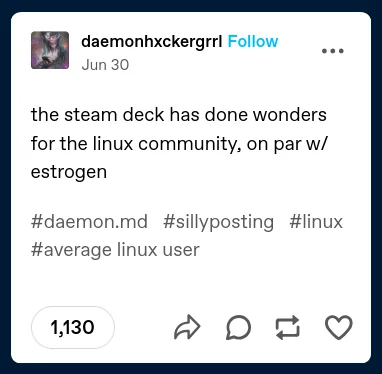 daemonhxckergrrl Follow
Jun 30
the steam deck has done wonders
for the linux community, on par w/
estrogen
#daemon.md #sillyposting #linux
#average linux user
1,130